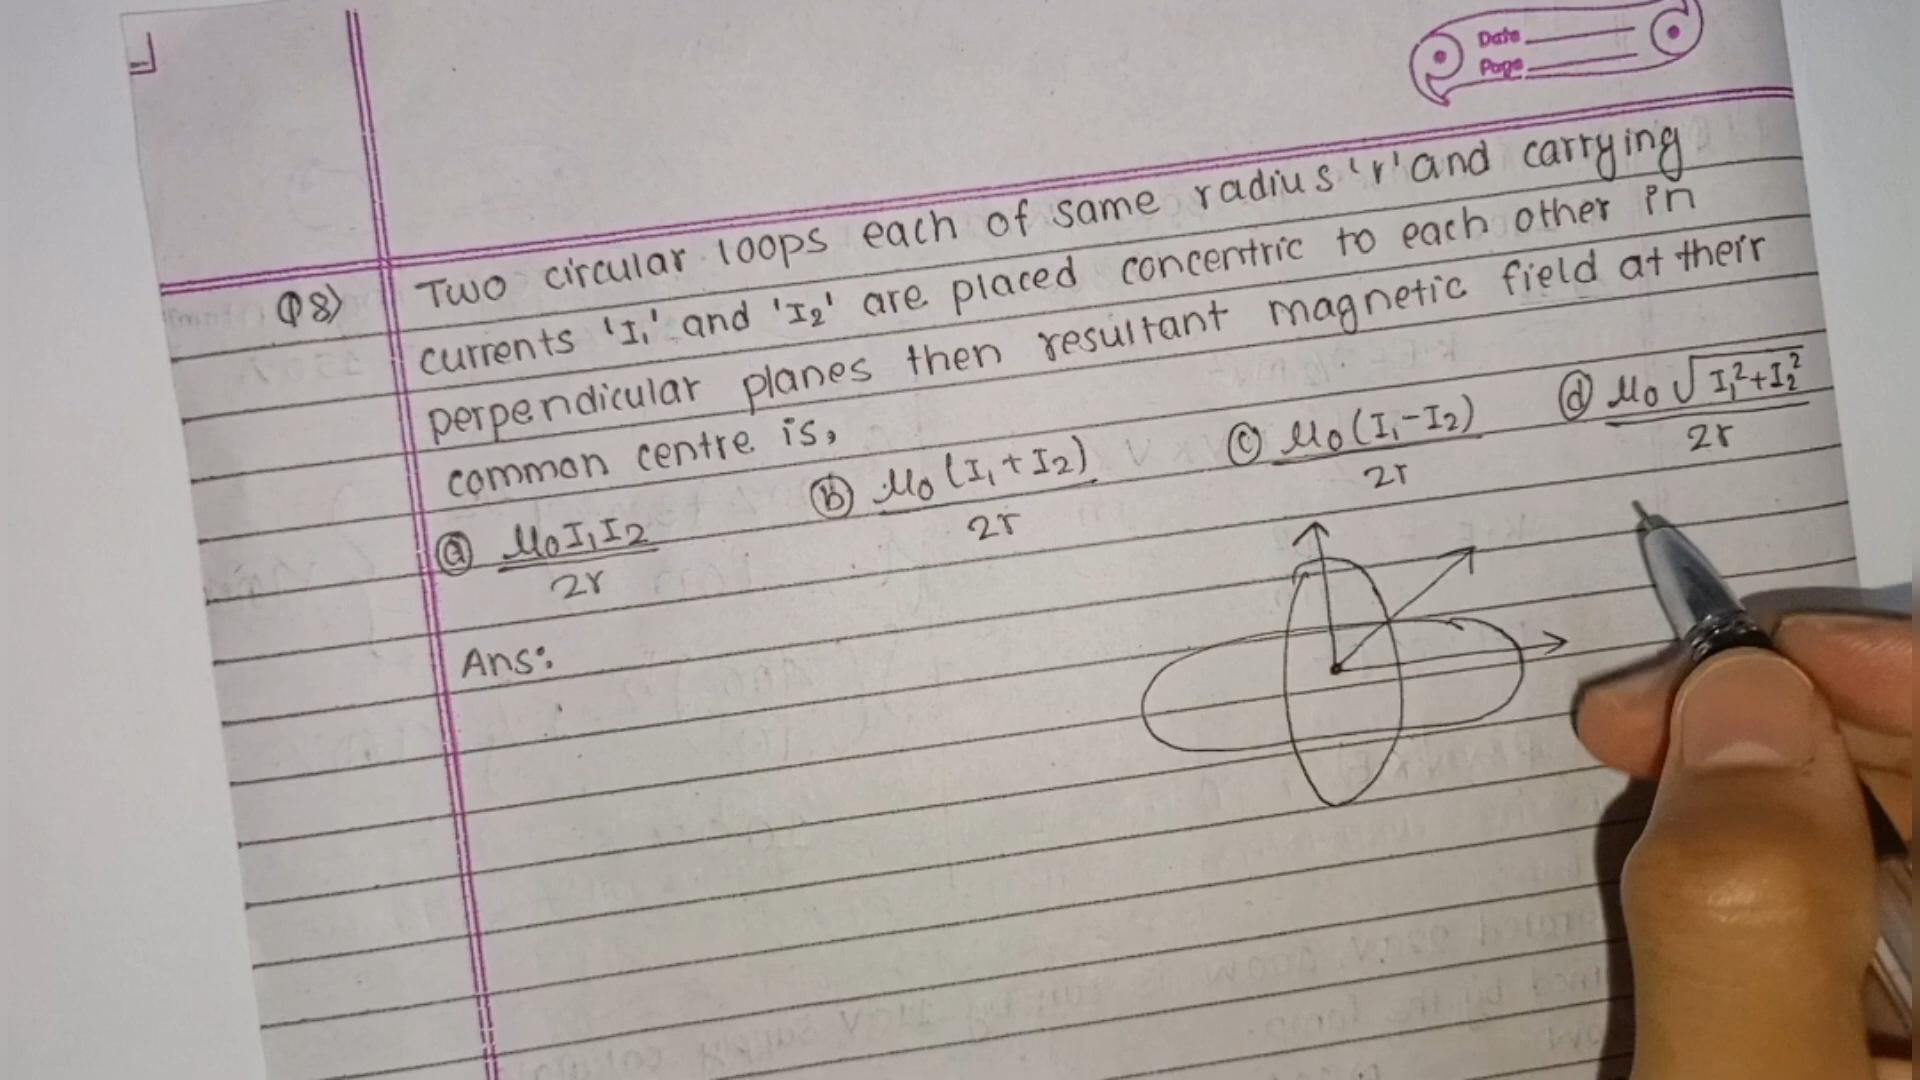 Date
Page
Q8) Two circular loops each of same radius 'r' and carrying
currents 'I₁' and 'I₂' are placed concentric to each other in
perpendicular planes then resultant magnetic field at their
common centre is,
(a) μ₀I₁I₂/2r (b) μ₀(I₁+I₂)/2r (c) μ₀(I₁-I₂)/2r (d) μ₀√(I₁²+I₂²)/2r
Ans: